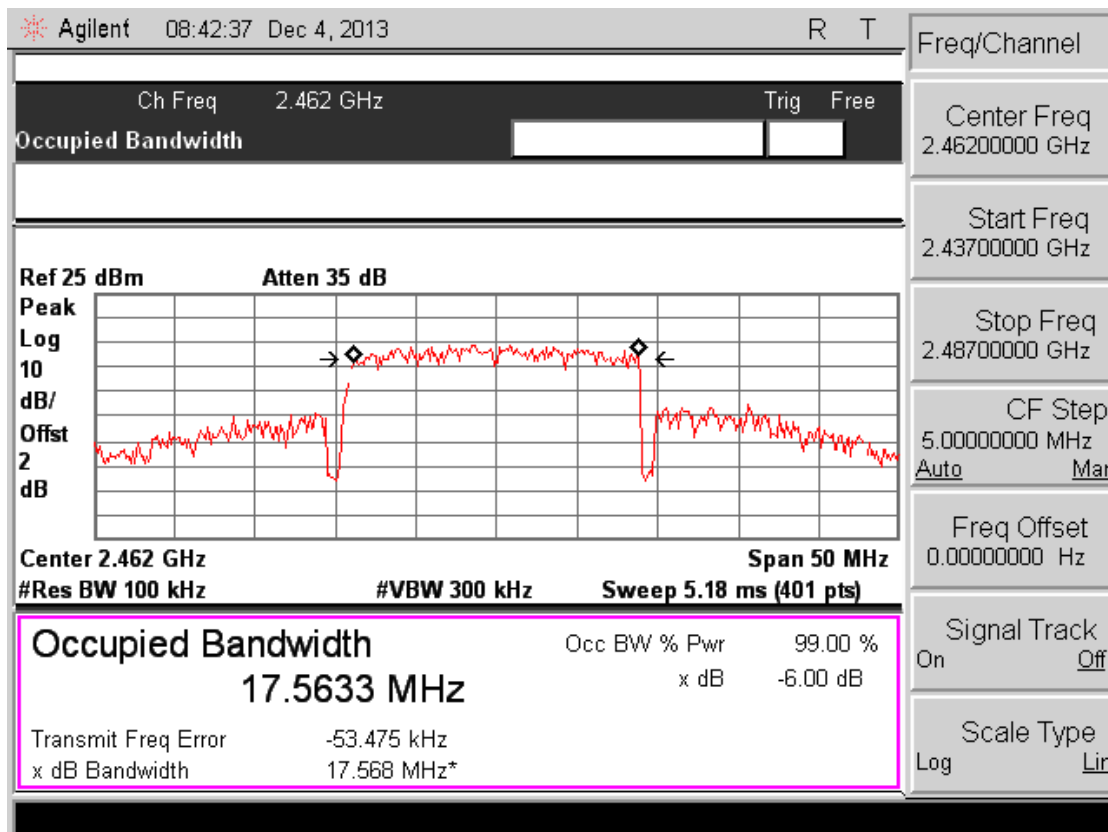 Agilent 08:42:37 Dec 4, 2013 R T
Ch Freq 2.462 GHz Trig Free
Occupied Bandwidth
Ref 25 dBm Atten 35 dB
Peak
Log
10
dB/
Offst
2
dB
Center 2.462 GHz Span 50 MHz
#Res BW 100 kHz #VBW 300 kHz Sweep 5.18 ms (401 pts)
Occupied Bandwidth Occ BW % Pwr 99.00 %
17.5633 MHz x dB -6.00 dB
Transmit Freq Error -53.475 kHz
x dB Bandwidth 17.568 MHz*
Freq/Channel
Center Freq
2.46200000 GHz
Start Freq
2.43700000 GHz
Stop Freq
2.48700000 GHz
CF Step
5.00000000 MHz
Auto Man
Freq Offset
0.00000000 Hz
Signal Track
On Off
Scale Type
Log Lin